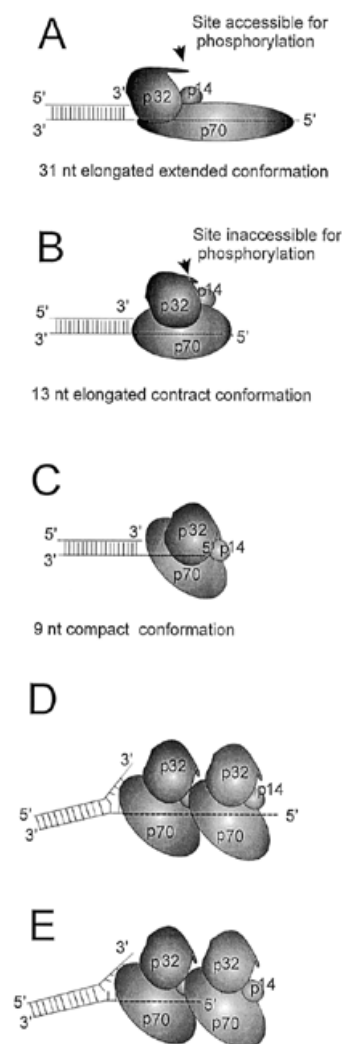 A
Site accessible for
phosphorylation
5'
3'
p32
p14
3'
p70
5'
31 nt elongated extended conformation
B
Site inaccessible for
phosphorylation
p14
p32
5'
3'
3'
p70
5'
13 nt elongated contract conformation
C
5'
3'
p32
3'
5'
p14
p70
9 nt compact conformation
D
3'
p32
p32
p14
5'
5'
3'
p70
p70
E
3'
p32
p32
p14
5'
5'
3'
p70
p70